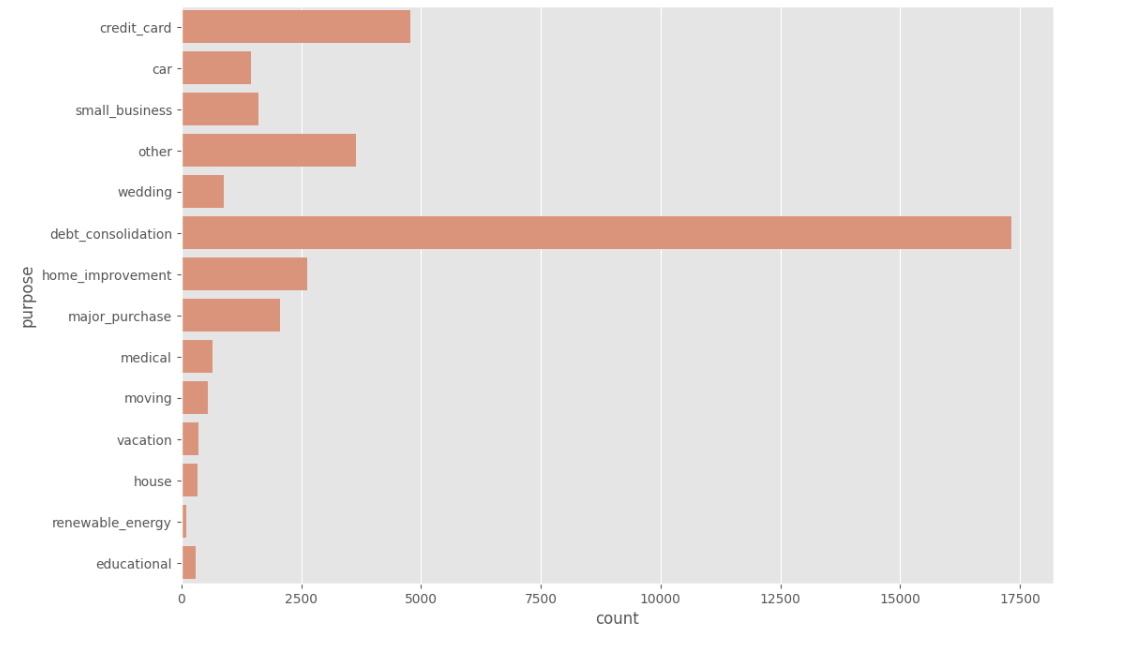 credit_card
car
small_business
other
wedding
debt_consolidation
home_improvement
major_purchase
medical
moving
vacation
house
renewable_energy
educational
purpose
0 2500 5000 7500 10000 12500 15000 17500
count